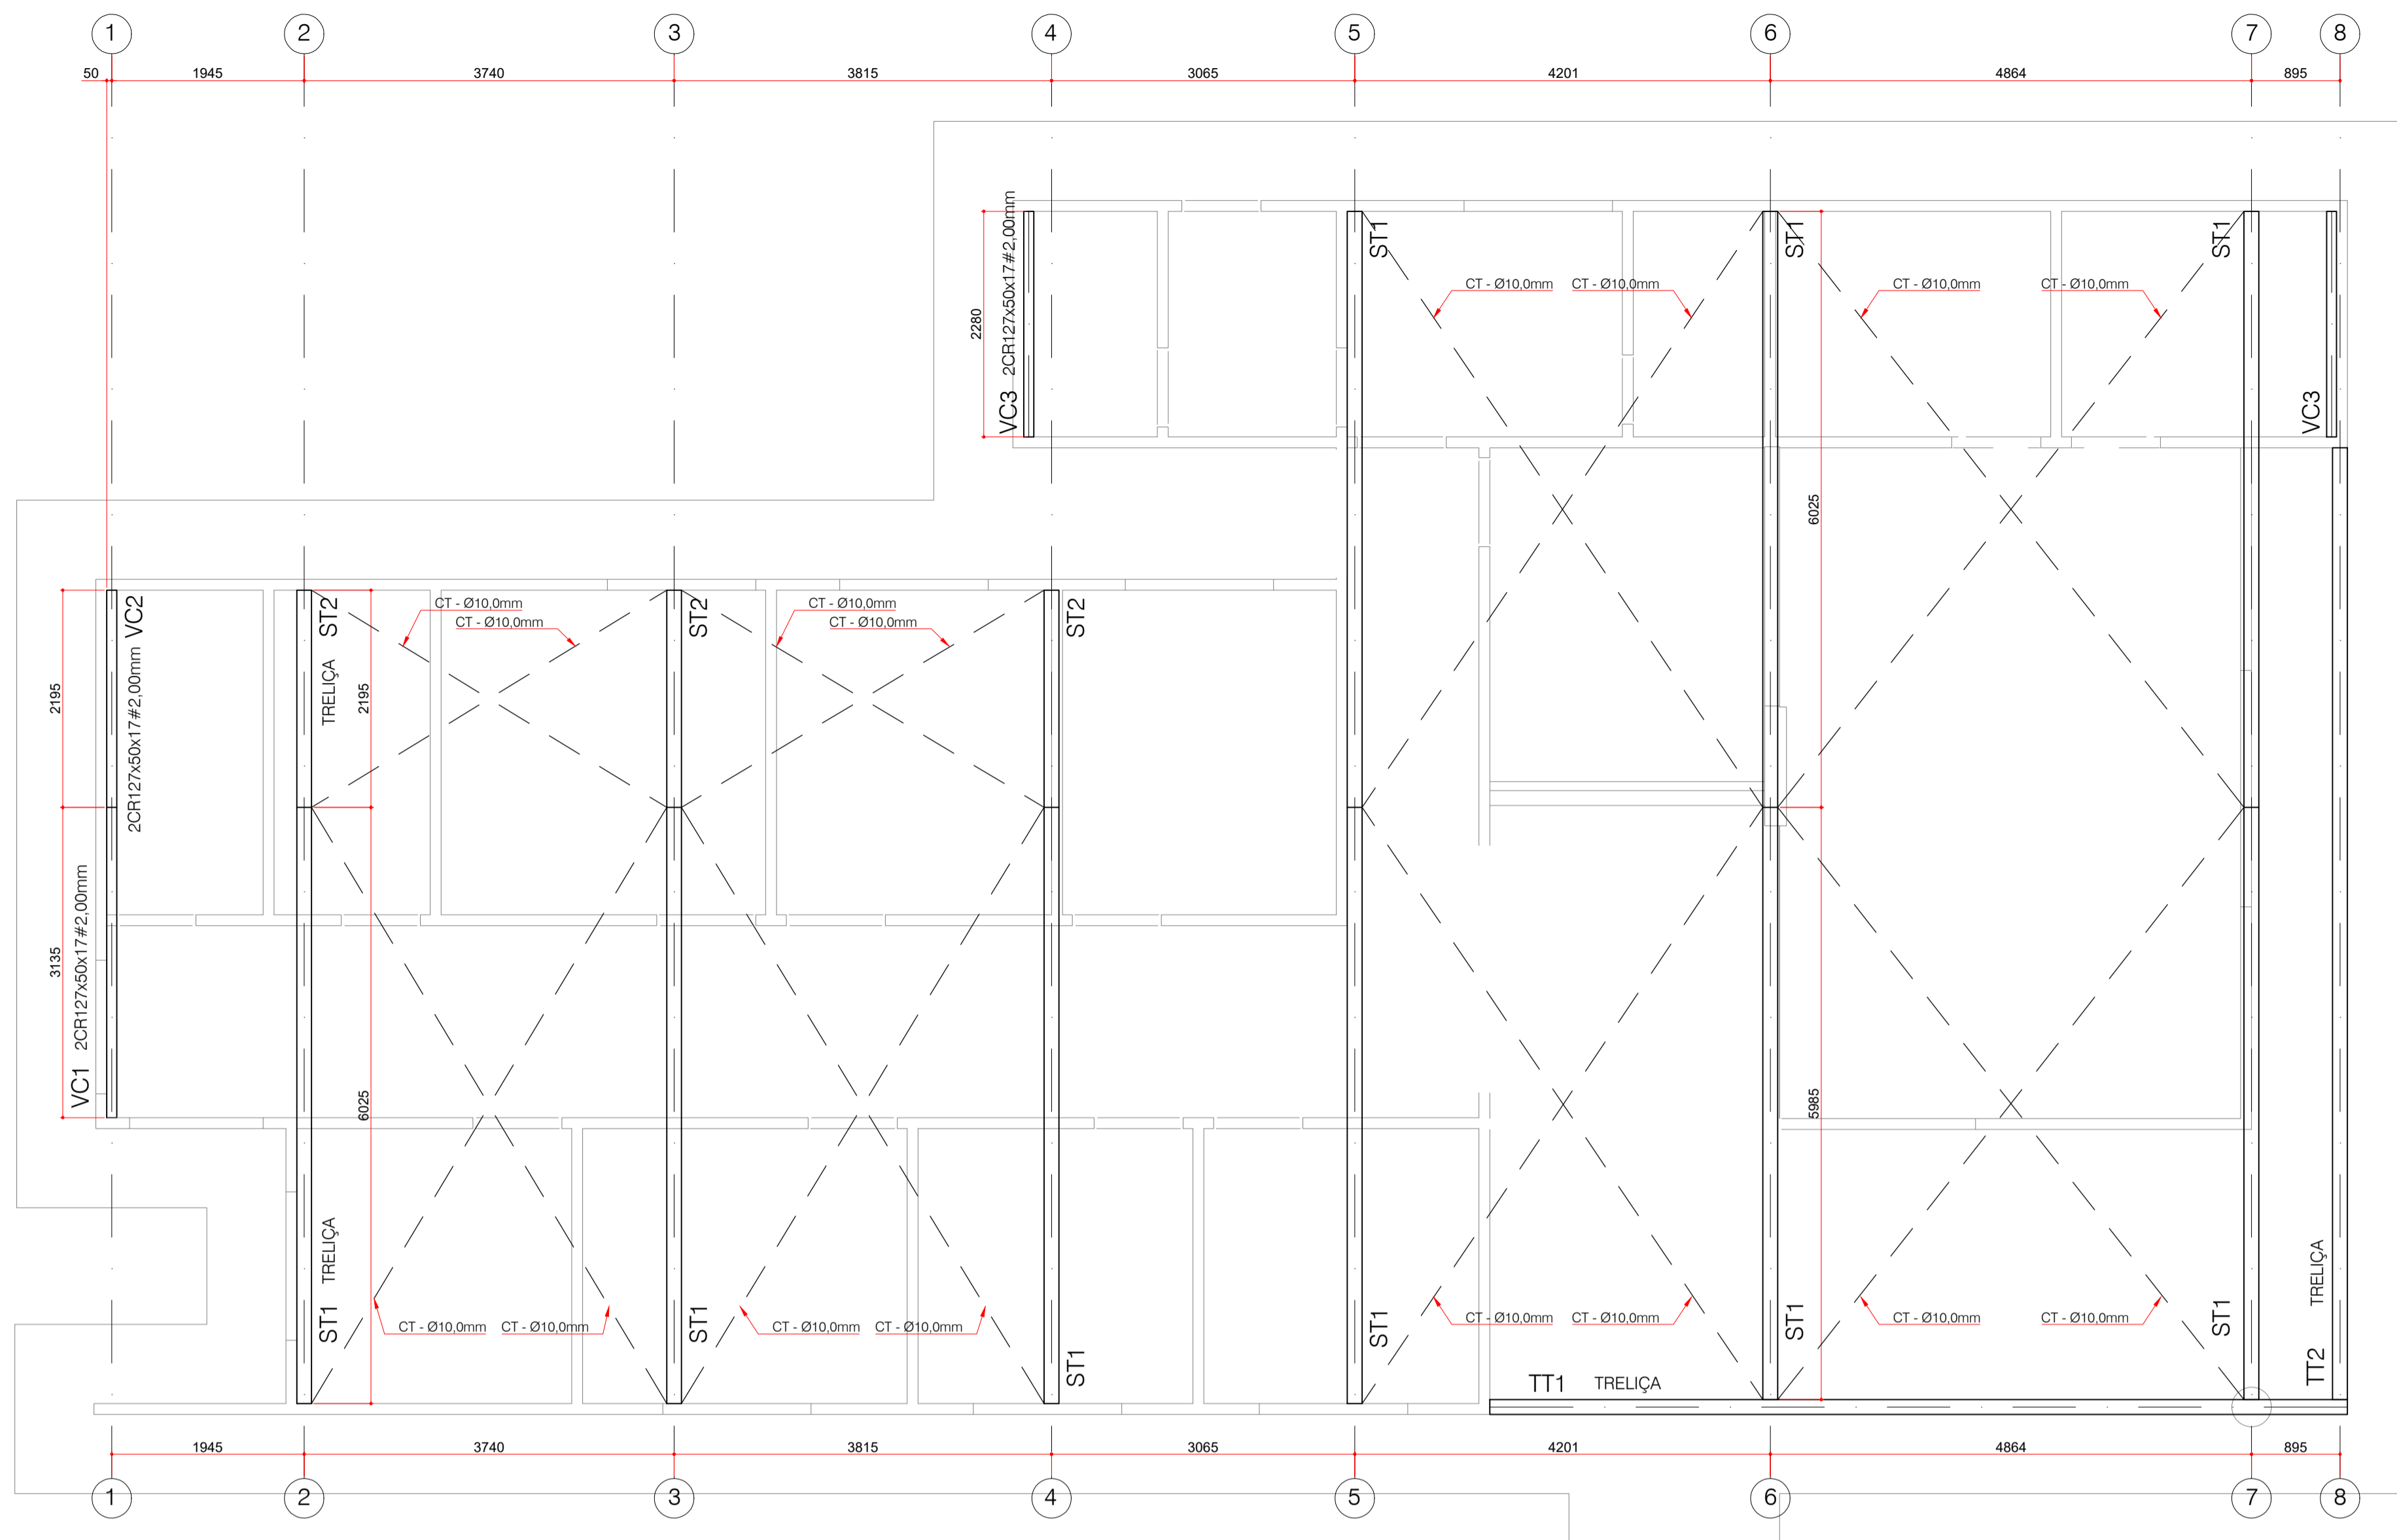 1 2 3 4 5 6 7 8
50 1945 3740 3815 3065 4201 4864 895
2CR127x50x17#2,00mm
VC3
2280
ST1
ST1
ST1
CT - Ø10,0mm CT - Ø10,0mm CT - Ø10,0mm CT - Ø10,0mm
VC3
6025
VC2
2CR127x50x17#2,00mm
2195
ST2
TRELIÇA
2195
CT - Ø10,0mm
CT - Ø10,0mm
ST2
CT - Ø10,0mm
CT - Ø10,0mm
ST2
3135
VC1 2CR127x50x17#2,00mm
6025
5985
TRELIÇA
ST1
CT - Ø10,0mm CT - Ø10,0mm
ST1
CT - Ø10,0mm CT - Ø10,0mm
ST1
ST1
CT - Ø10,0mm CT - Ø10,0mm
ST1
CT - Ø10,0mm CT - Ø10,0mm
ST1
TRELIÇA
TT2
TT1 TRELIÇA
1945 3740 3815 3065 4201 4864 895
1 2 3 4 5 6 7 8